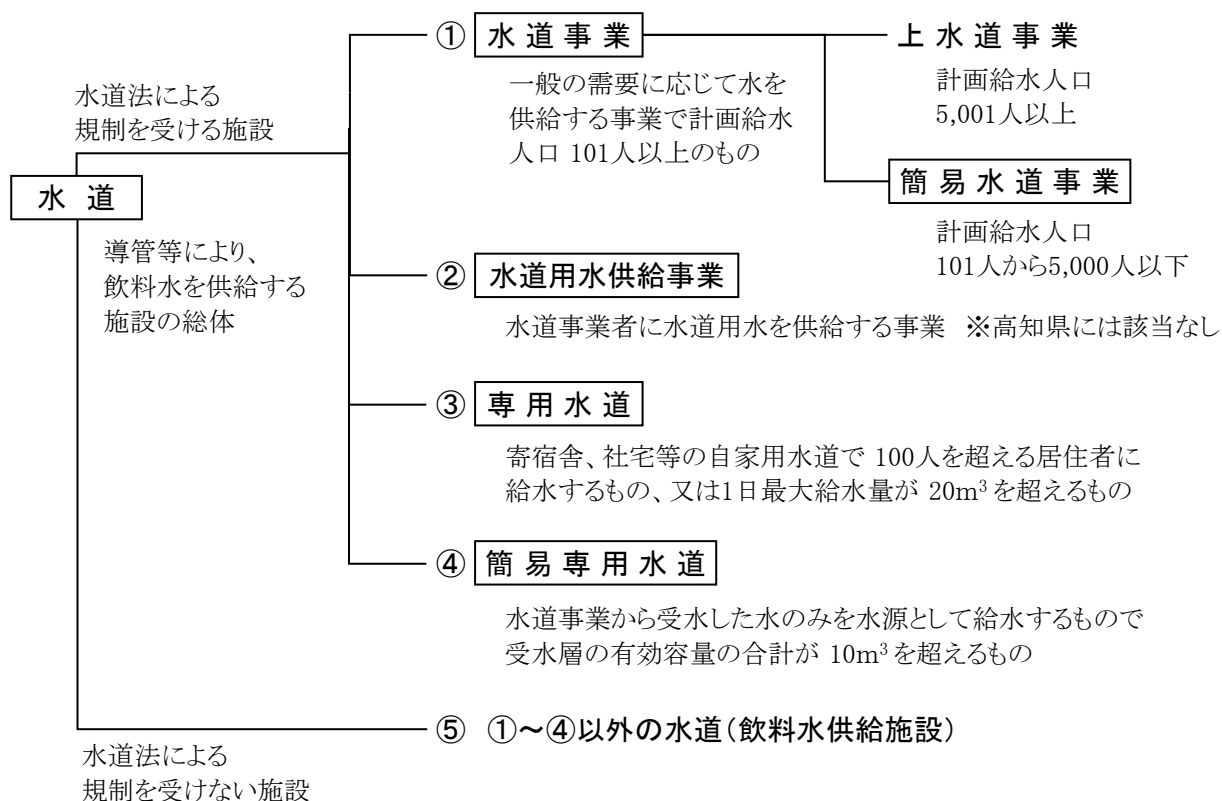 ① 水道事業
一般の需要に応じて水を
供給する事業で計画給水
人口 101人以上のもの
上水道事業
計画給水人口
5,001人以上
簡易水道事業
計画給水人口
101人から5,000人以下
水道法による
規制を受ける施設
水道
導管等により、
飲料水を供給する
施設の総体
② 水道用水供給事業
水道事業者に水道用水を供給する事業 ※高知県には該当なし
③ 専用水道
寄宿舎、社宅等の自家用水道で 100人を超える居住者に
給水するもの、又は1日最大給水量が 20m³を超えるもの
④ 簡易専用水道
水道事業から受水した水のみを水源として給水するもので
受水層の有効容量の合計が 10m³を超えるもの
⑤ ①～④以外の水道(飲料水供給施設)
水道法による
規制を受けない施設